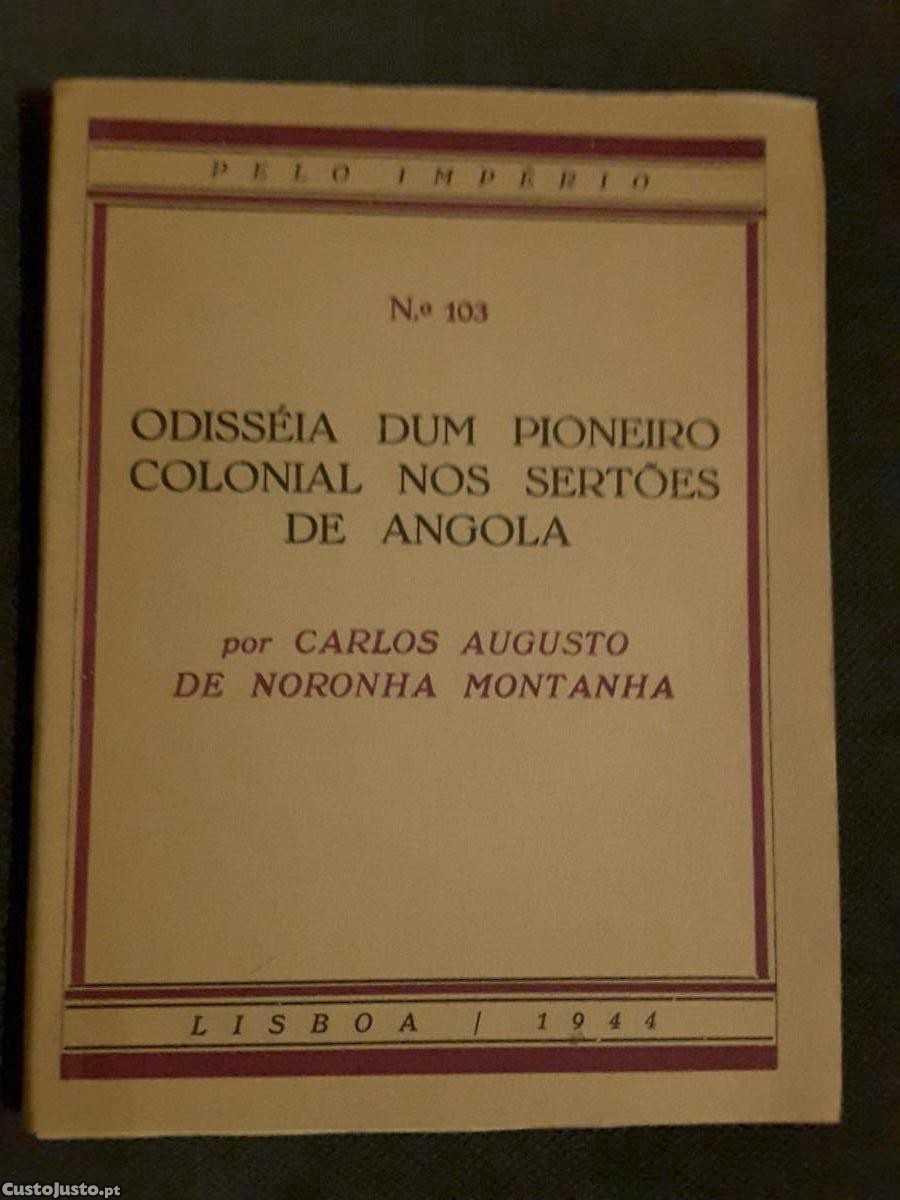 PELO IMPÉRIO
N.º 103
ODISSÉIA DUM PIONEIRO
COLONIAL NOS SERTÕES
DE ANGOLA
por CARLOS AUGUSTO
DE NORONHA MONTANHA
LISBOA / 1944
CustoJusto.pt